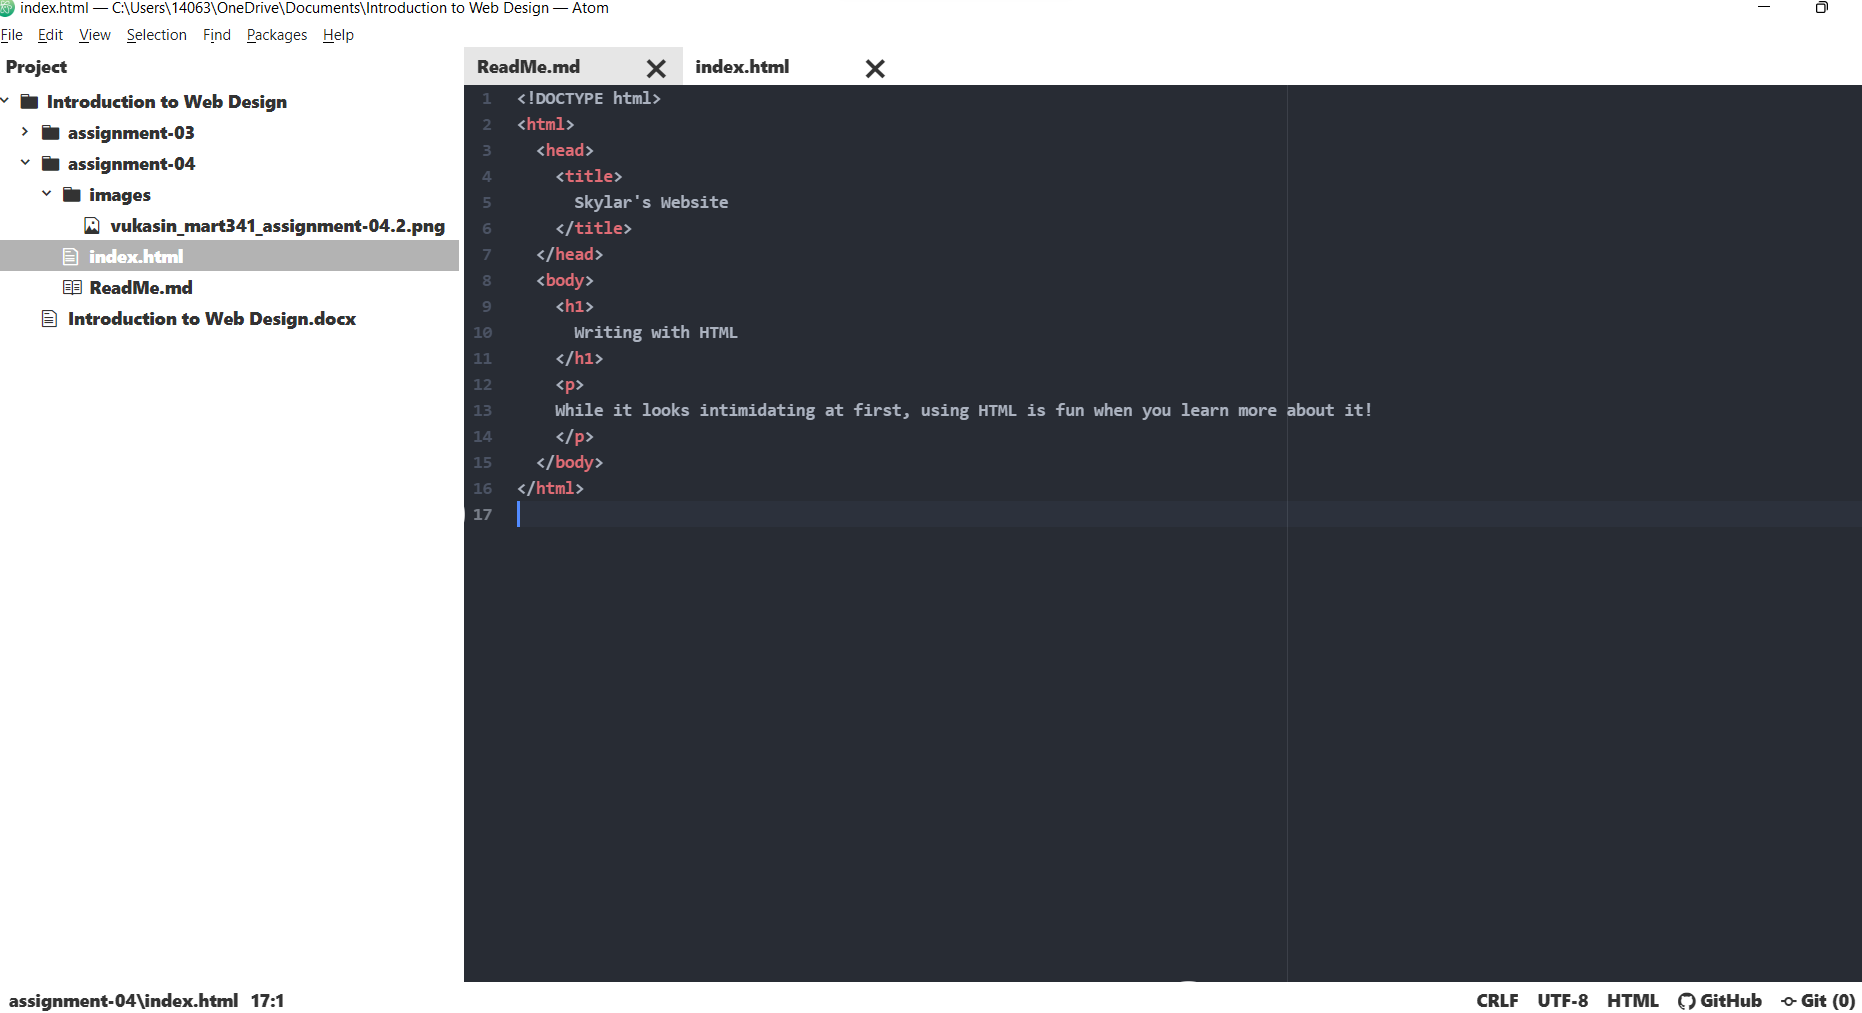 index.html — C:\Users\14063\OneDrive\Documents\Introduction to Web Design — Atom
File Edit View Selection Find Packages Help
Project
Introduction to Web Design
assignment-03
assignment-04
images
vukasin_mart341_assignment-04.2.png
index.html
ReadMe.md
Introduction to Web Design.docx
ReadMe.md index.html
1 <!DOCTYPE html>
2 <html>
3 <head>
4 <title>
5 Skylar's Website
6 </title>
7 </head>
8 <body>
9 <h1>
10 Writing with HTML
11 </h1>
12 <p>
13 While it looks intimidating at first, using HTML is fun when you learn more about it!
14 </p>
15 </body>
16 </html>
17
assignment-04\index.html 17:1 CRLF UTF-8 HTML GitHub Git (0)